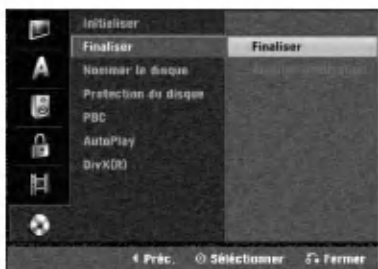 Initialiser
Finaliser
Finaliser
Nommer le disque
Protection du disque
PBC
AutoPlay
DivX(R)
Préc.
Sélectionner
Fermer